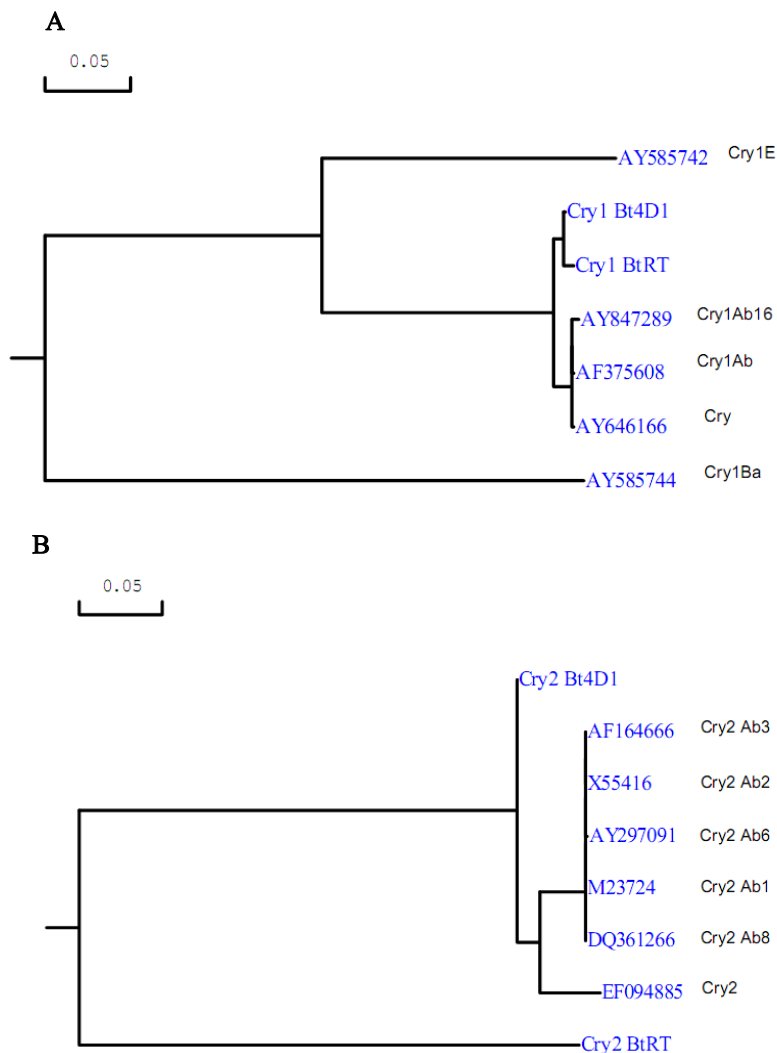 A
0.05
AY585742 Cry1E
Cry1 Bt4D1
Cry1 BtRT
AY847289 Cry1Ab16
AF375608 Cry1Ab
AY646166 Cry
AY585744 Cry1Ba
B
0.05
Cry2 Bt4D1
AF164666 Cry2 Ab3
X55416 Cry2 Ab2
AY297091 Cry2 Ab6
M23724 Cry2 Ab1
DQ361266 Cry2 Ab8
EF094885 Cry2
Cry2 BtRT